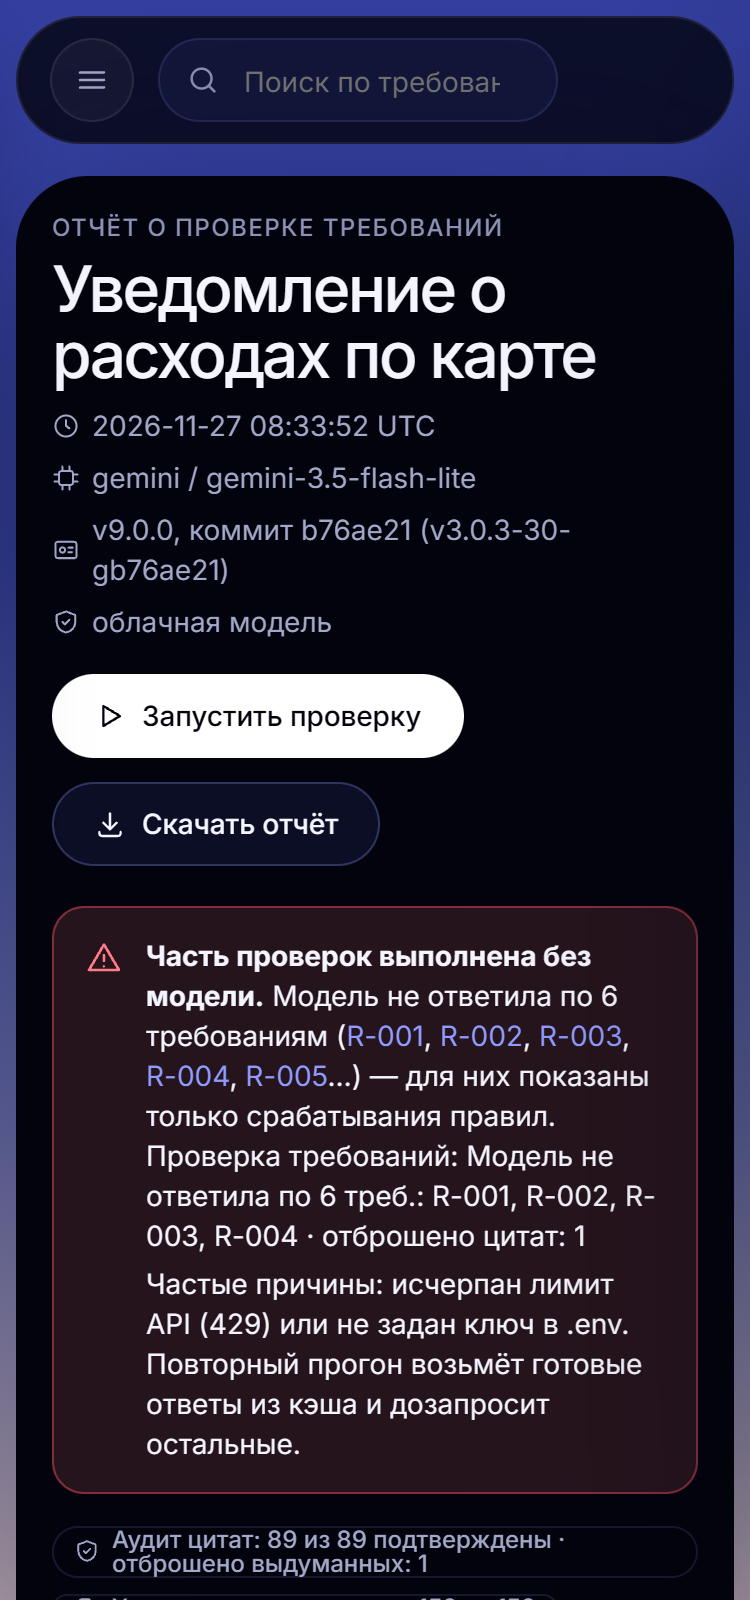 Поиск по требован
ОТЧЁТ О ПРОВЕРКЕ ТРЕБОВАНИЙ
Уведомление о
расходах по карте
2026-11-27 08:33:52 UTC
gemini / gemini-3.5-flash-lite
v9.0.0, коммит b76ae21 (v3.0.3-30-
gb76ae21)
облачная модель
Запустить проверку
Скачать отчёт
Часть проверок выполнена без
модели. Модель не ответила по 6
требованиям (R-001, R-002, R-003,
R-004, R-005…) — для них показаны
только срабатывания правил.
Проверка требований: Модель не
ответила по 6 треб.: R-001, R-002, R-
003, R-004 · отброшено цитат: 1
Частые причины: исчерпан лимит
API (429) или не задан ключ в .env.
Повторный прогон возьмёт готовые
ответы из кэша и дозапросит
остальные.
Аудит цитат: 89 из 89 подтверждены ·
отброшено выдуманных: 1